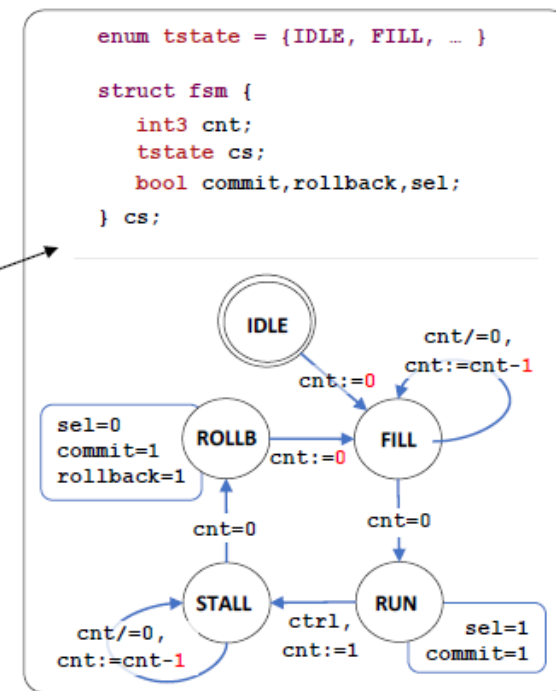 enum tstate = {IDLE, FILL, … }
struct fsm {
int3 cnt;
tstate cs;
bool commit,rollback,sel;
} cs;
IDLE
cnt/=0,
cnt:=cnt-1
cnt:=0
sel=0
commit=1
rollback=1
ROLLB
cnt:=0
FILL
cnt=0
cnt=0
STALL
ctrl,
cnt:=1
RUN
cnt/=0,
cnt:=cnt-1
sel=1
commit=1